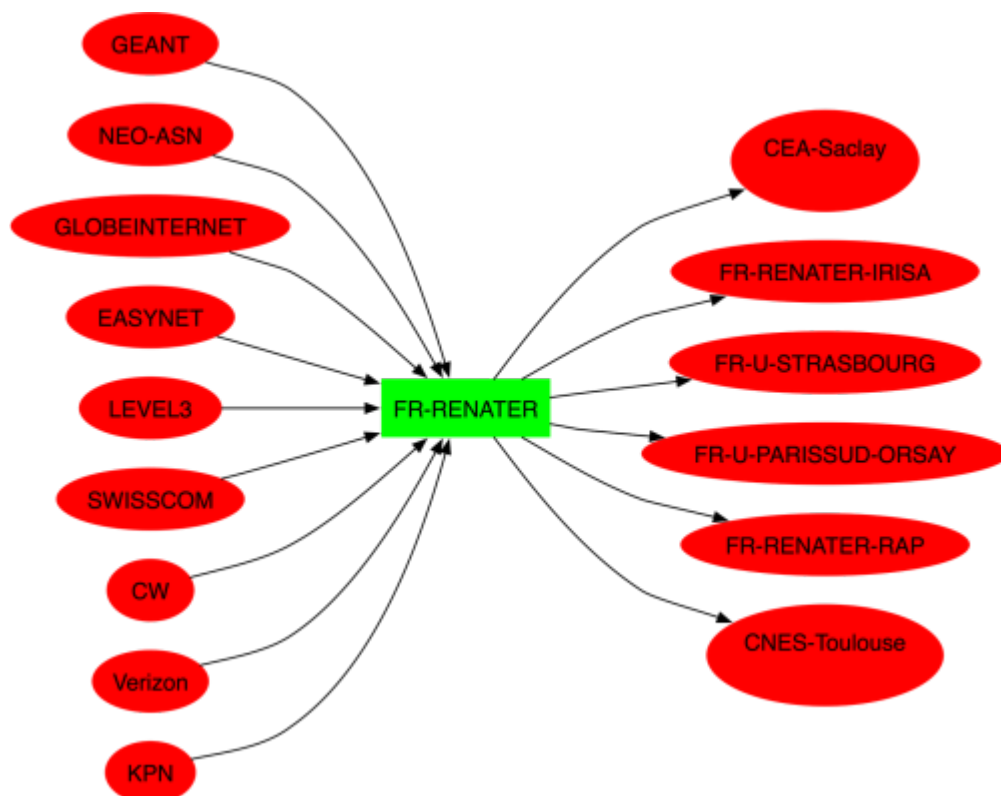 GEANT
NEO-ASN
GLOBEINTERNET
EASYNET
LEVEL3
SWISSCOM
CW
Verizon
KPN
FR-RENATER
CEA-Saclay
FR-RENATER-IRISA
FR-U-STRASBOURG
FR-U-PARISSUD-ORSAY
FR-RENATER-RAP
CNES-Toulouse